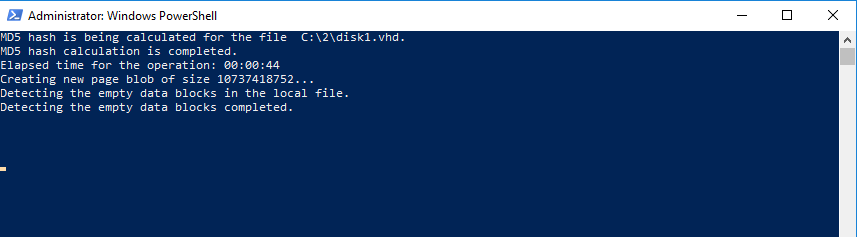 Administrator: Windows PowerShell
MD5 hash is being calculated for the file  C:\2\disk1.vhd.
MD5 hash calculation is completed.
Elapsed time for the operation: 00:00:44
Creating new page blob of size 10737418752...
Detecting the empty data blocks in the local file.
Detecting the empty data blocks completed.